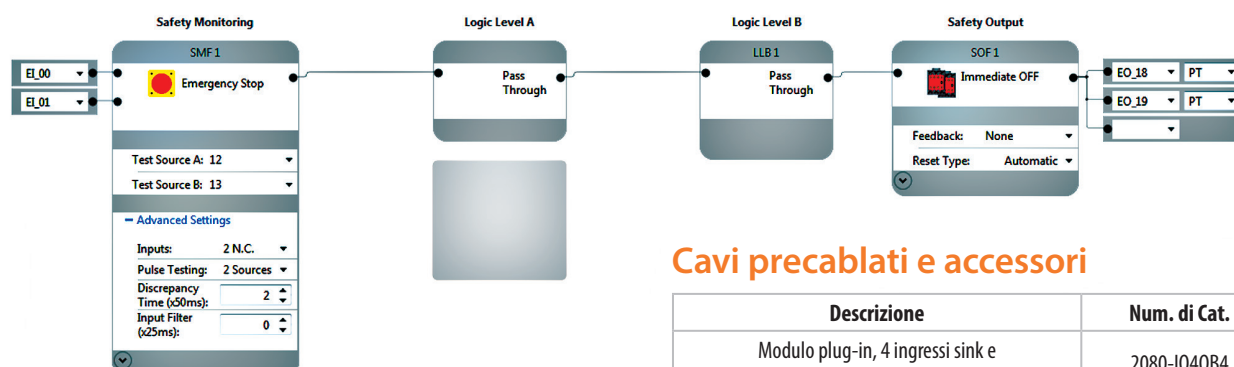 Safety Monitoring
Logic Level A
Logic Level B
Safety Output
SMF 1
LLB 1
SOF 1
EI_00
EI_01
Emergency Stop
Pass
Through
Pass
Through
Immediate OFF
EO_18
PT
EO_19
PT
Feedback: None
Reset Type: Automatic
Test Source A: 12
Test Source B: 13
Advanced Settings
Inputs: 2 N.C.
Pulse Testing: 2 Sources
Discrepancy
Time (x50ms): 2
Input Filter
(x25ms): 0
Cavi precablati e accessori
Descrizione
Num. di Cat.
Modulo plug-in, 4 ingressi sink e
2080-IQ4OB4